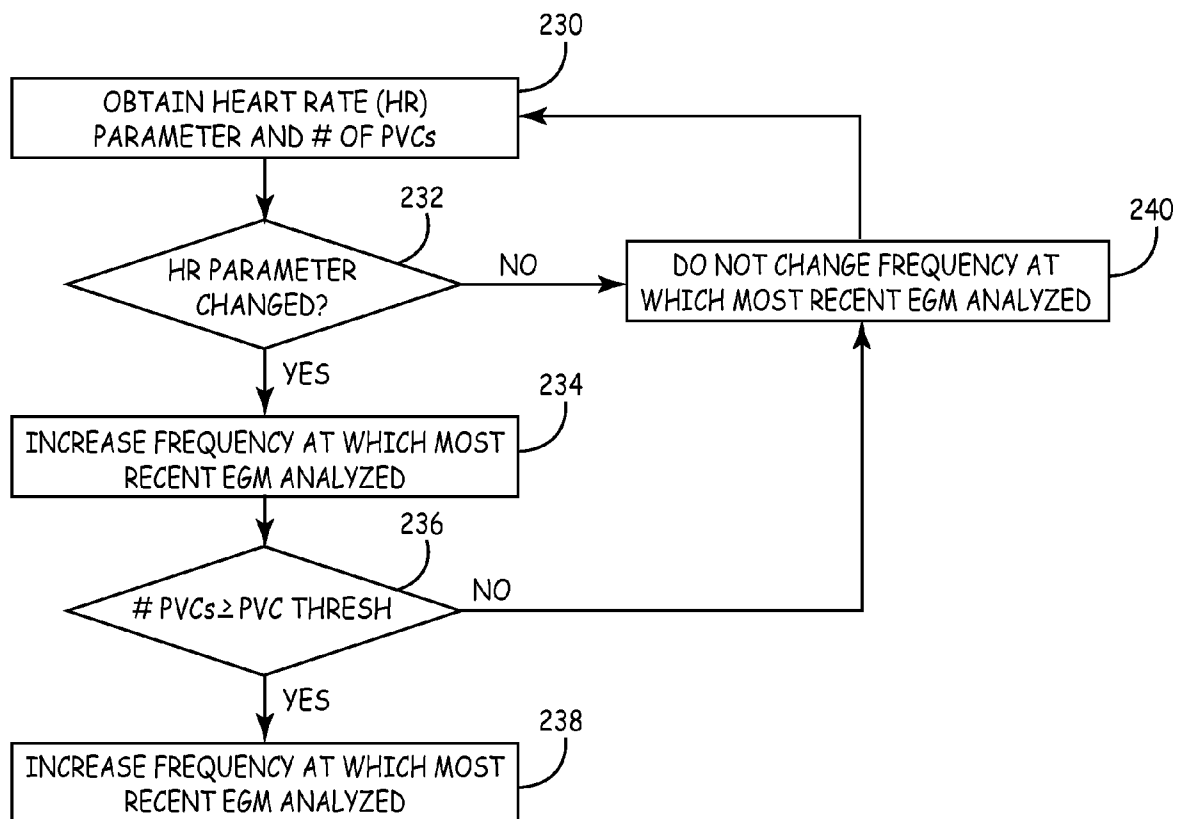 230
OBTAIN HEART RATE (HR)
PARAMETER AND # OF PVCs
232
HR PARAMETER
CHANGED?
NO
240
DO NOT CHANGE FREQUENCY AT
WHICH MOST RECENT EGM ANALYZED
YES
234
INCREASE FREQUENCY AT WHICH MOST
RECENT EGM ANALYZED
236
# PVCs ≥ PVC THRESH
NO
YES
238
INCREASE FREQUENCY AT WHICH MOST
RECENT EGM ANALYZED